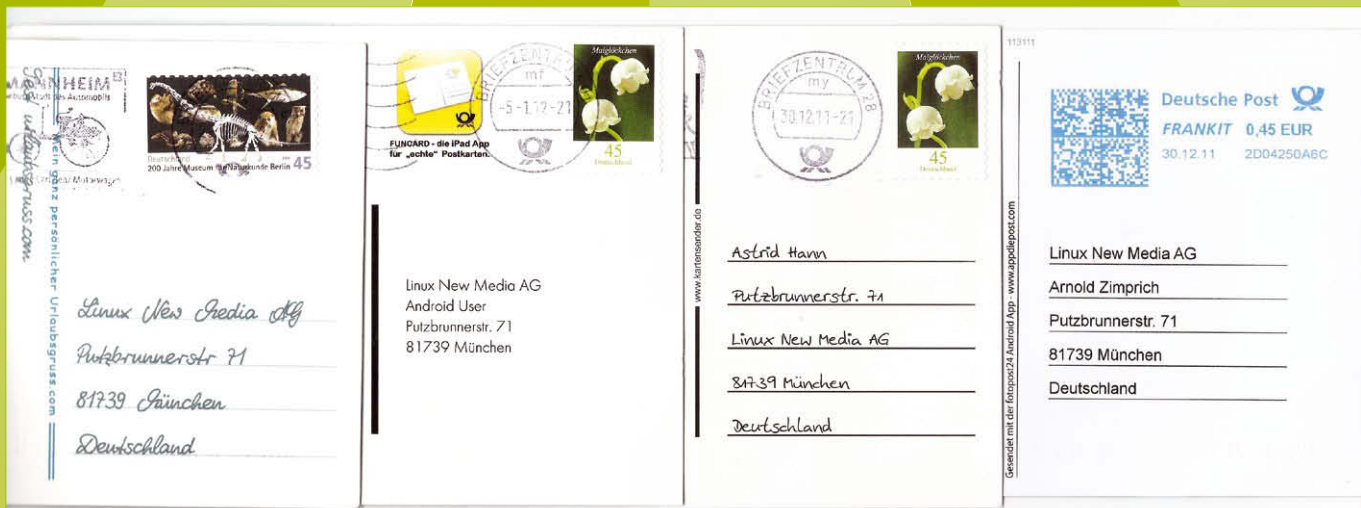 MANNHEIM
Deutschland
200 Jahre Museum für Naturkunde Berlin 45
ein ganz persönlicher Urlaubsgruss.com
Linux New Media AG
Putzbrunnerstr 71
81739 München
Deutschland
FUNCARD - die iPad App
für „echte“ Postkarten.
BRIEFZENTRUM
mf
-5-1.12-21
Maiglöckchen
45
Deutschland
Linux New Media AG
Android User
Putzbrunnerstr. 71
81739 München
BRIEFZENTRUM 28
my
30.12.11-21
Maiglöckchen
45
Deutschland
www.kartensender.de
Astrid Hann
Putzbrunnerstr. 71
Linux New Media AG
81739 München
Deutschland
113111
Deutsche Post
FRANKIT 0,45 EUR
30.12.11 2D04250A6C
Gesendet mit der fotopost24 Android App - www.appdiepost.com
Linux New Media AG
Arnold Zimprich
Putzbrunnerstr. 71
81739 München
Deutschland